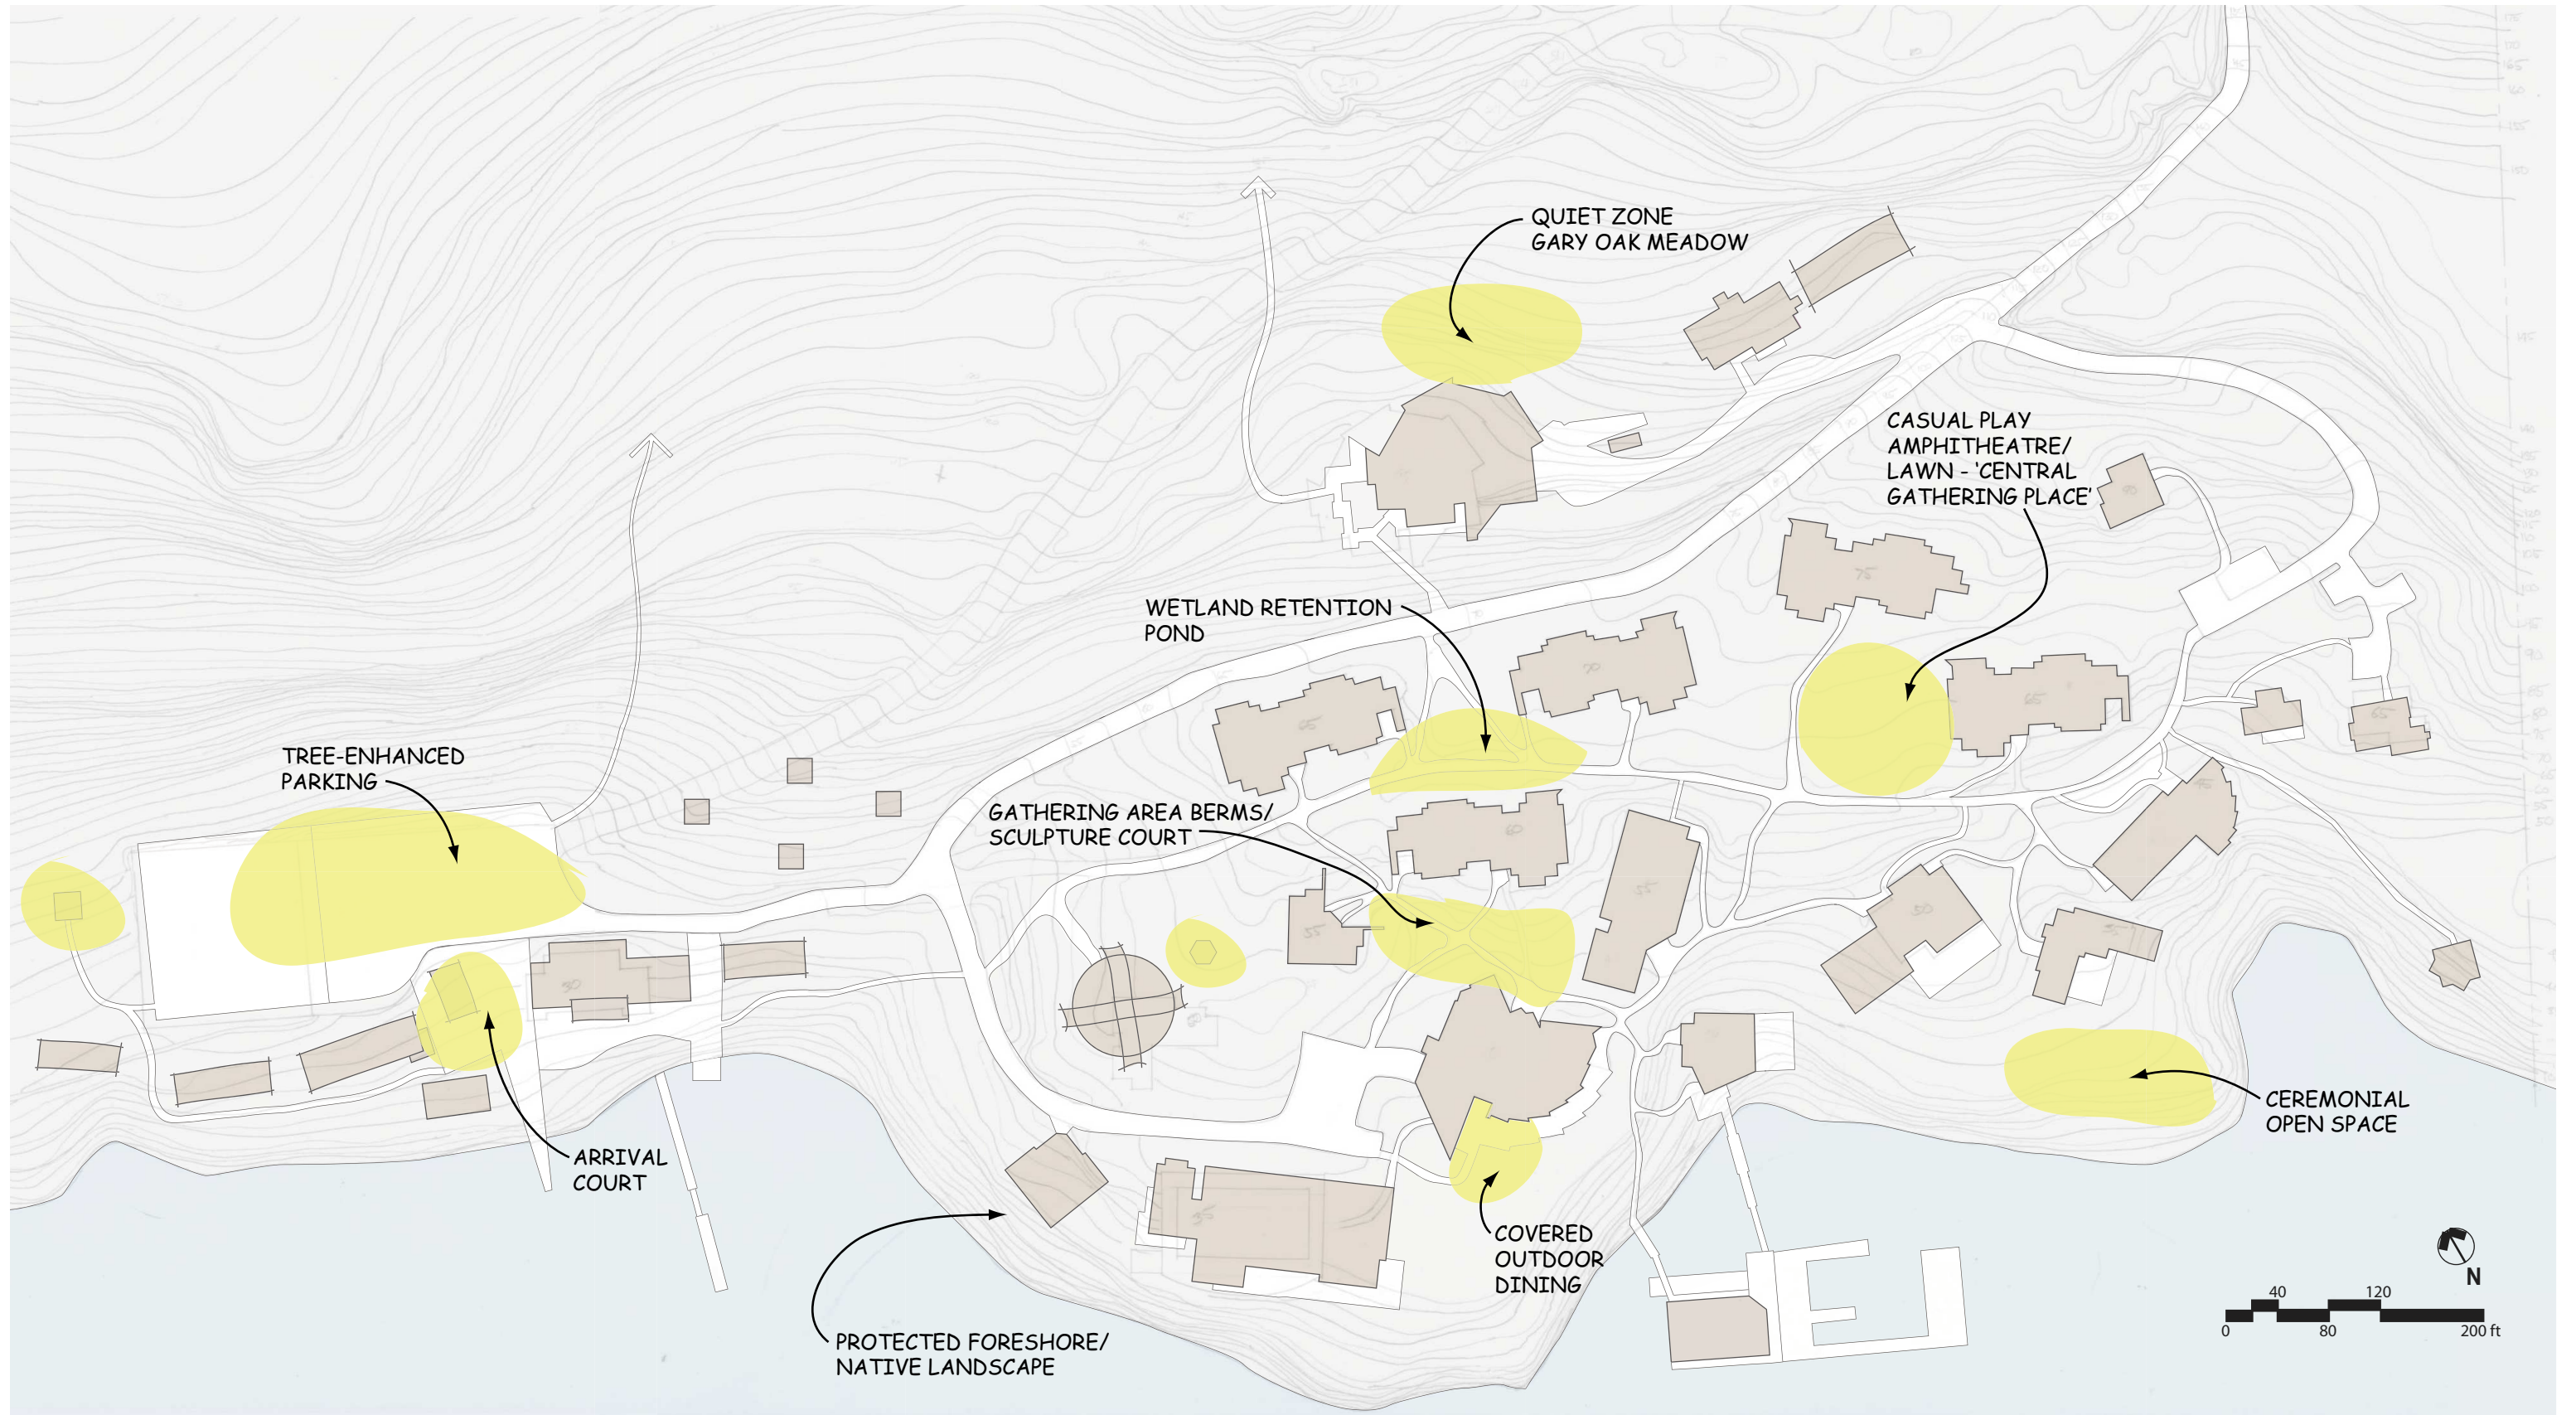 QUIET ZONE
GARY OAK MEADOW
CASUAL PLAY
AMPHITHEATRE/
LAWN - 'CENTRAL
GATHERING PLACE'
WETLAND RETENTION
POND
TREE-ENHANCED
PARKING
GATHERING AREA BERMS/
SCULPTURE COURT
ARRIVAL
COURT
CEREMONIAL
OPEN SPACE
COVERED
OUTDOOR
DINING
PROTECTED FORESHORE/
NATIVE LANDSCAPE
N
40 120
0 80 200 ft